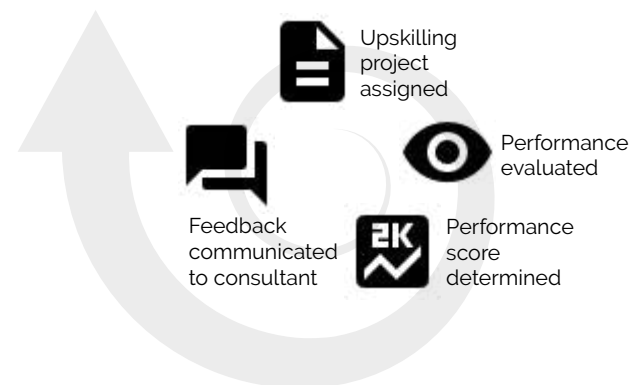 Upskilling
project
assigned
Performance
evaluated
2K
Performance
score
determined
Feedback
communicated
to consultant